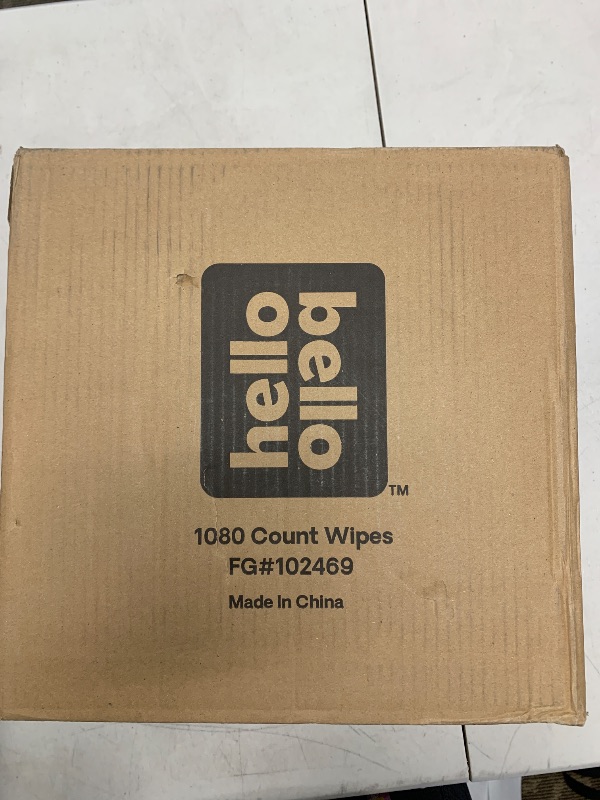 hello
bello
TM
1080 Count Wipes
FG#102469
Made In China